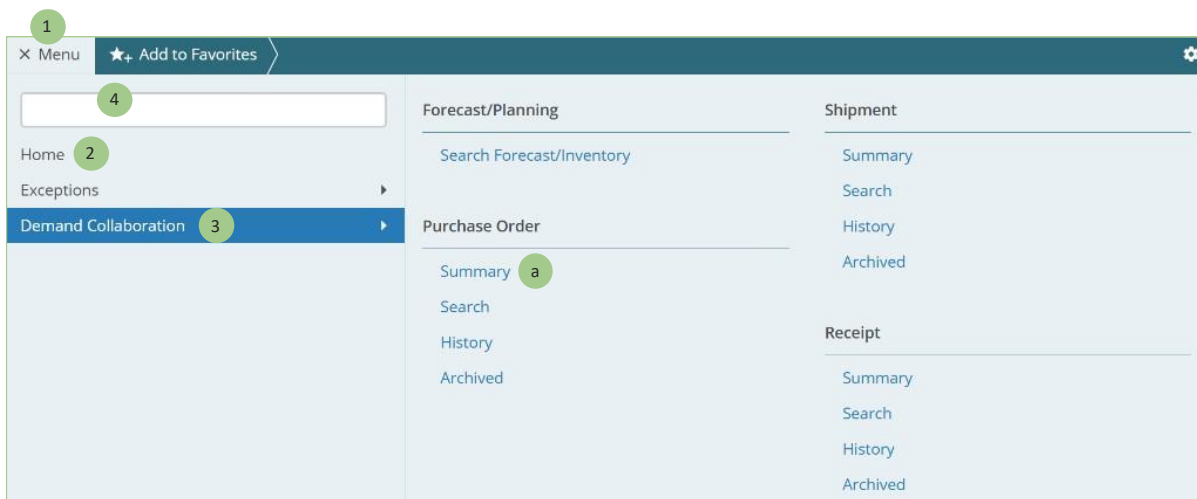 1
× Menu
Add to Favorites
4
Home 2
Exceptions
Demand Collaboration 3
Forecast/Planning
Search Forecast/Inventory
Purchase Order
Summary a
Search
History
Archived
Shipment
Summary
Search
History
Archived
Receipt
Summary
Search
History
Archived